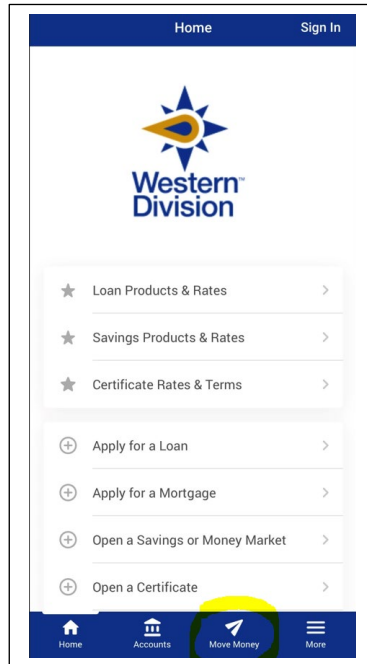 Home
Sign In
Western™
Division
Loan Products & Rates
Savings Products & Rates
Certificate Rates & Terms
Apply for a Loan
Apply for a Mortgage
Open a Savings or Money Market
Open a Certificate
Home
Accounts
Move Money
More